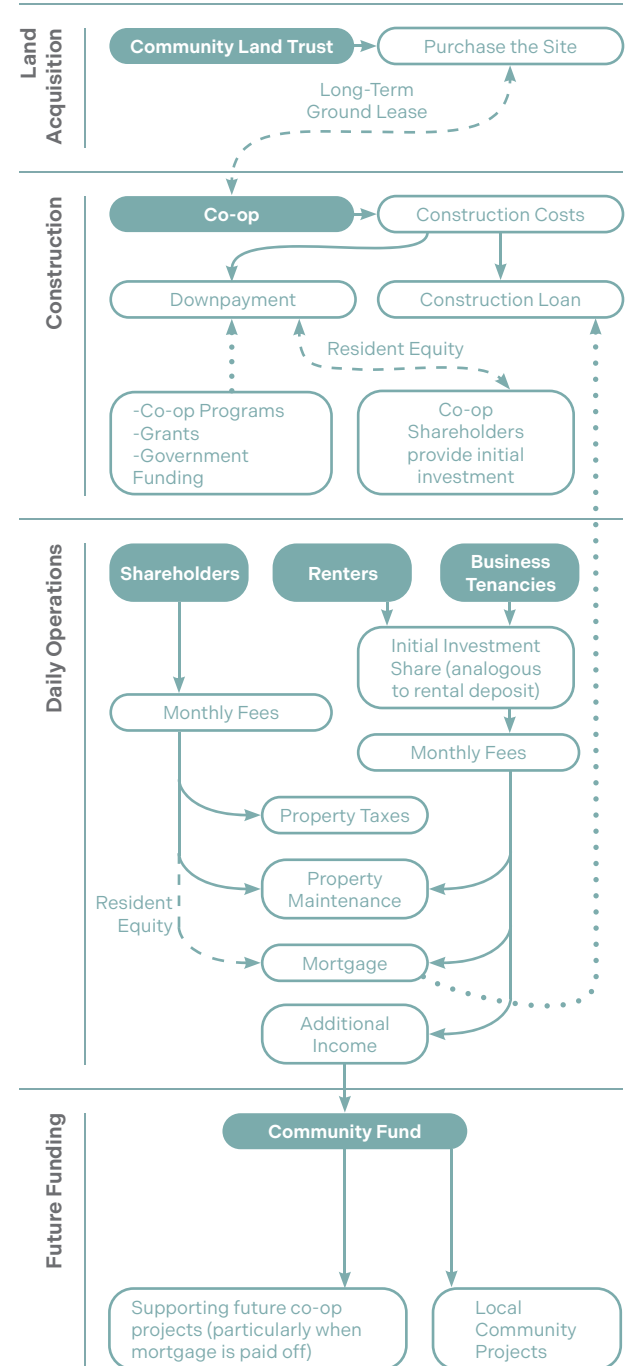 Land
Acquisition
Community Land Trust
Purchase the Site
Long-Term
Ground Lease
Construction
Co-op
Construction Costs
Downpayment
Construction Loan
Resident Equity
-Co-op Programs
-Grants
-Government
Funding
Co-op
Shareholders
provide initial
investment
Daily Operations
Shareholders
Renters
Business
Tenancies
Initial Investment
Share (analogous
to rental deposit)
Monthly Fees
Monthly Fees
Property Taxes
Property
Maintenance
Resident
Equity
Mortgage
Additional
Income
Future Funding
Community Fund
Supporting future co-op
projects (particularly when
mortgage is paid off)
Local
Community
Projects